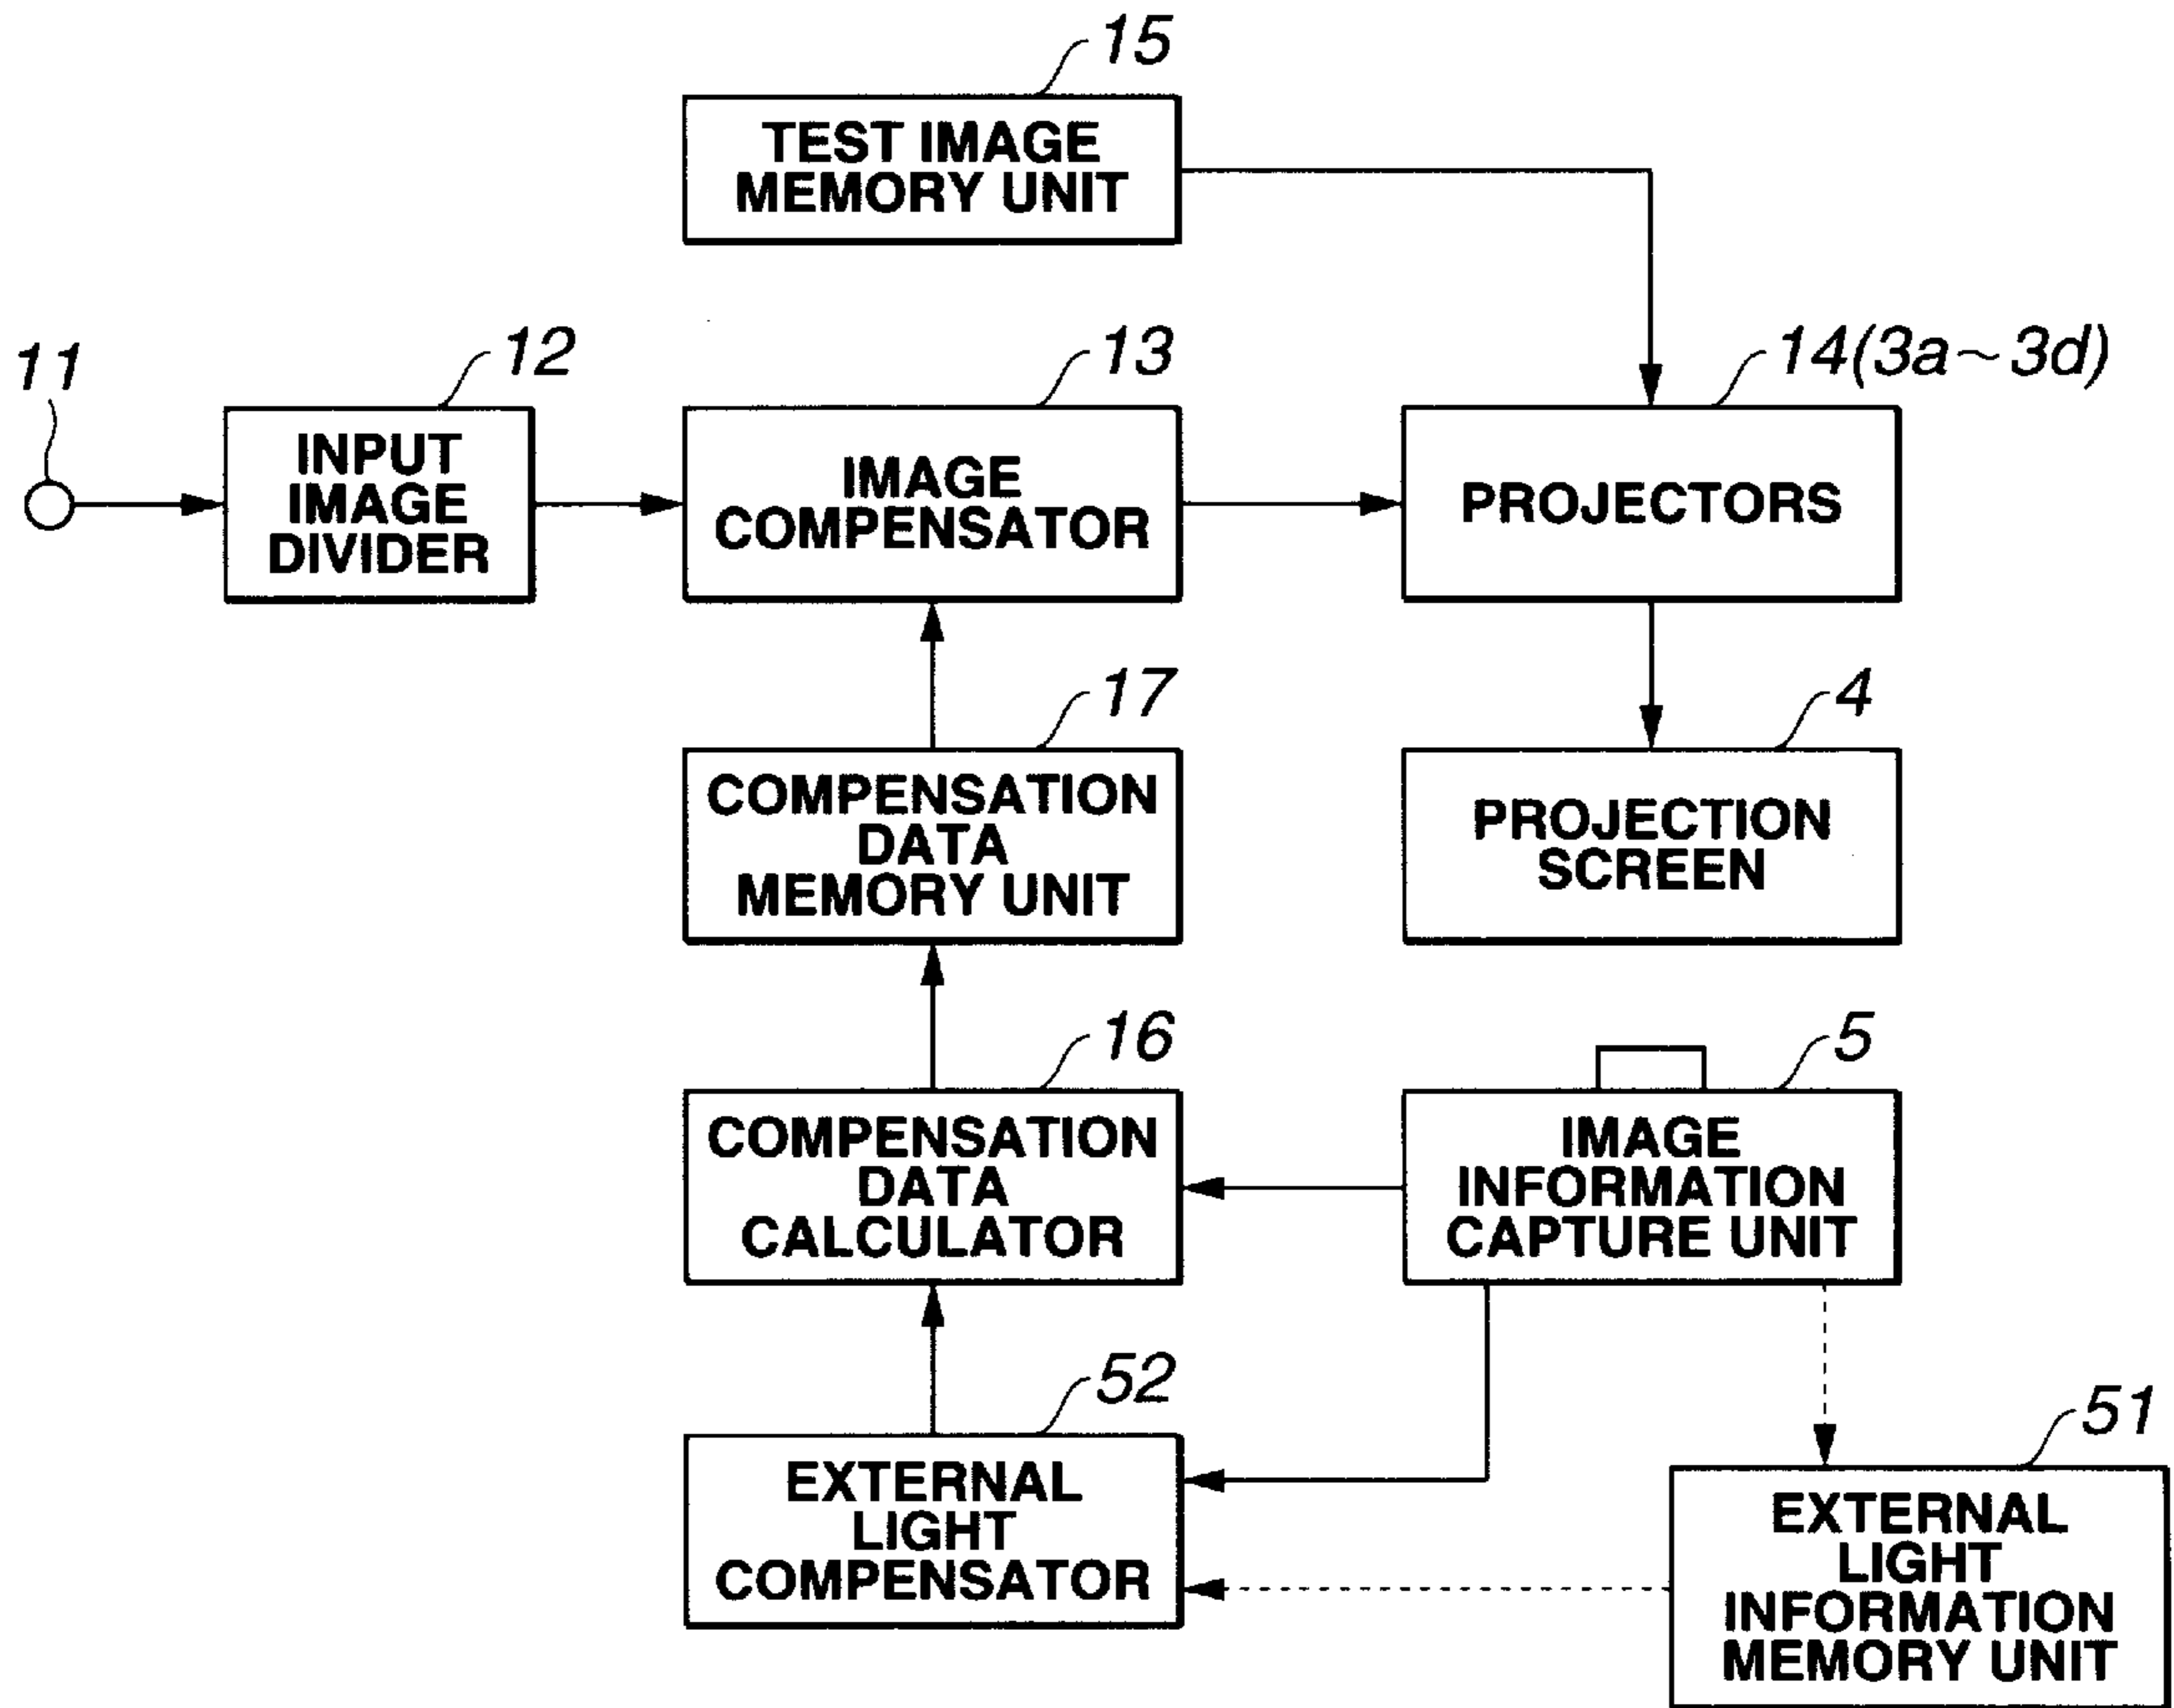 15
TEST IMAGE
MEMORY UNIT
11
12
INPUT
IMAGE
DIVIDER
13
IMAGE
COMPENSATOR
14(3a~3d)
PROJECTORS
17
COMPENSATION
DATA
MEMORY UNIT
4
PROJECTION
SCREEN
16
COMPENSATION
DATA
CALCULATOR
5
IMAGE
INFORMATION
CAPTURE UNIT
52
EXTERNAL
LIGHT
COMPENSATOR
51
EXTERNAL
LIGHT
INFORMATION
MEMORY UNIT